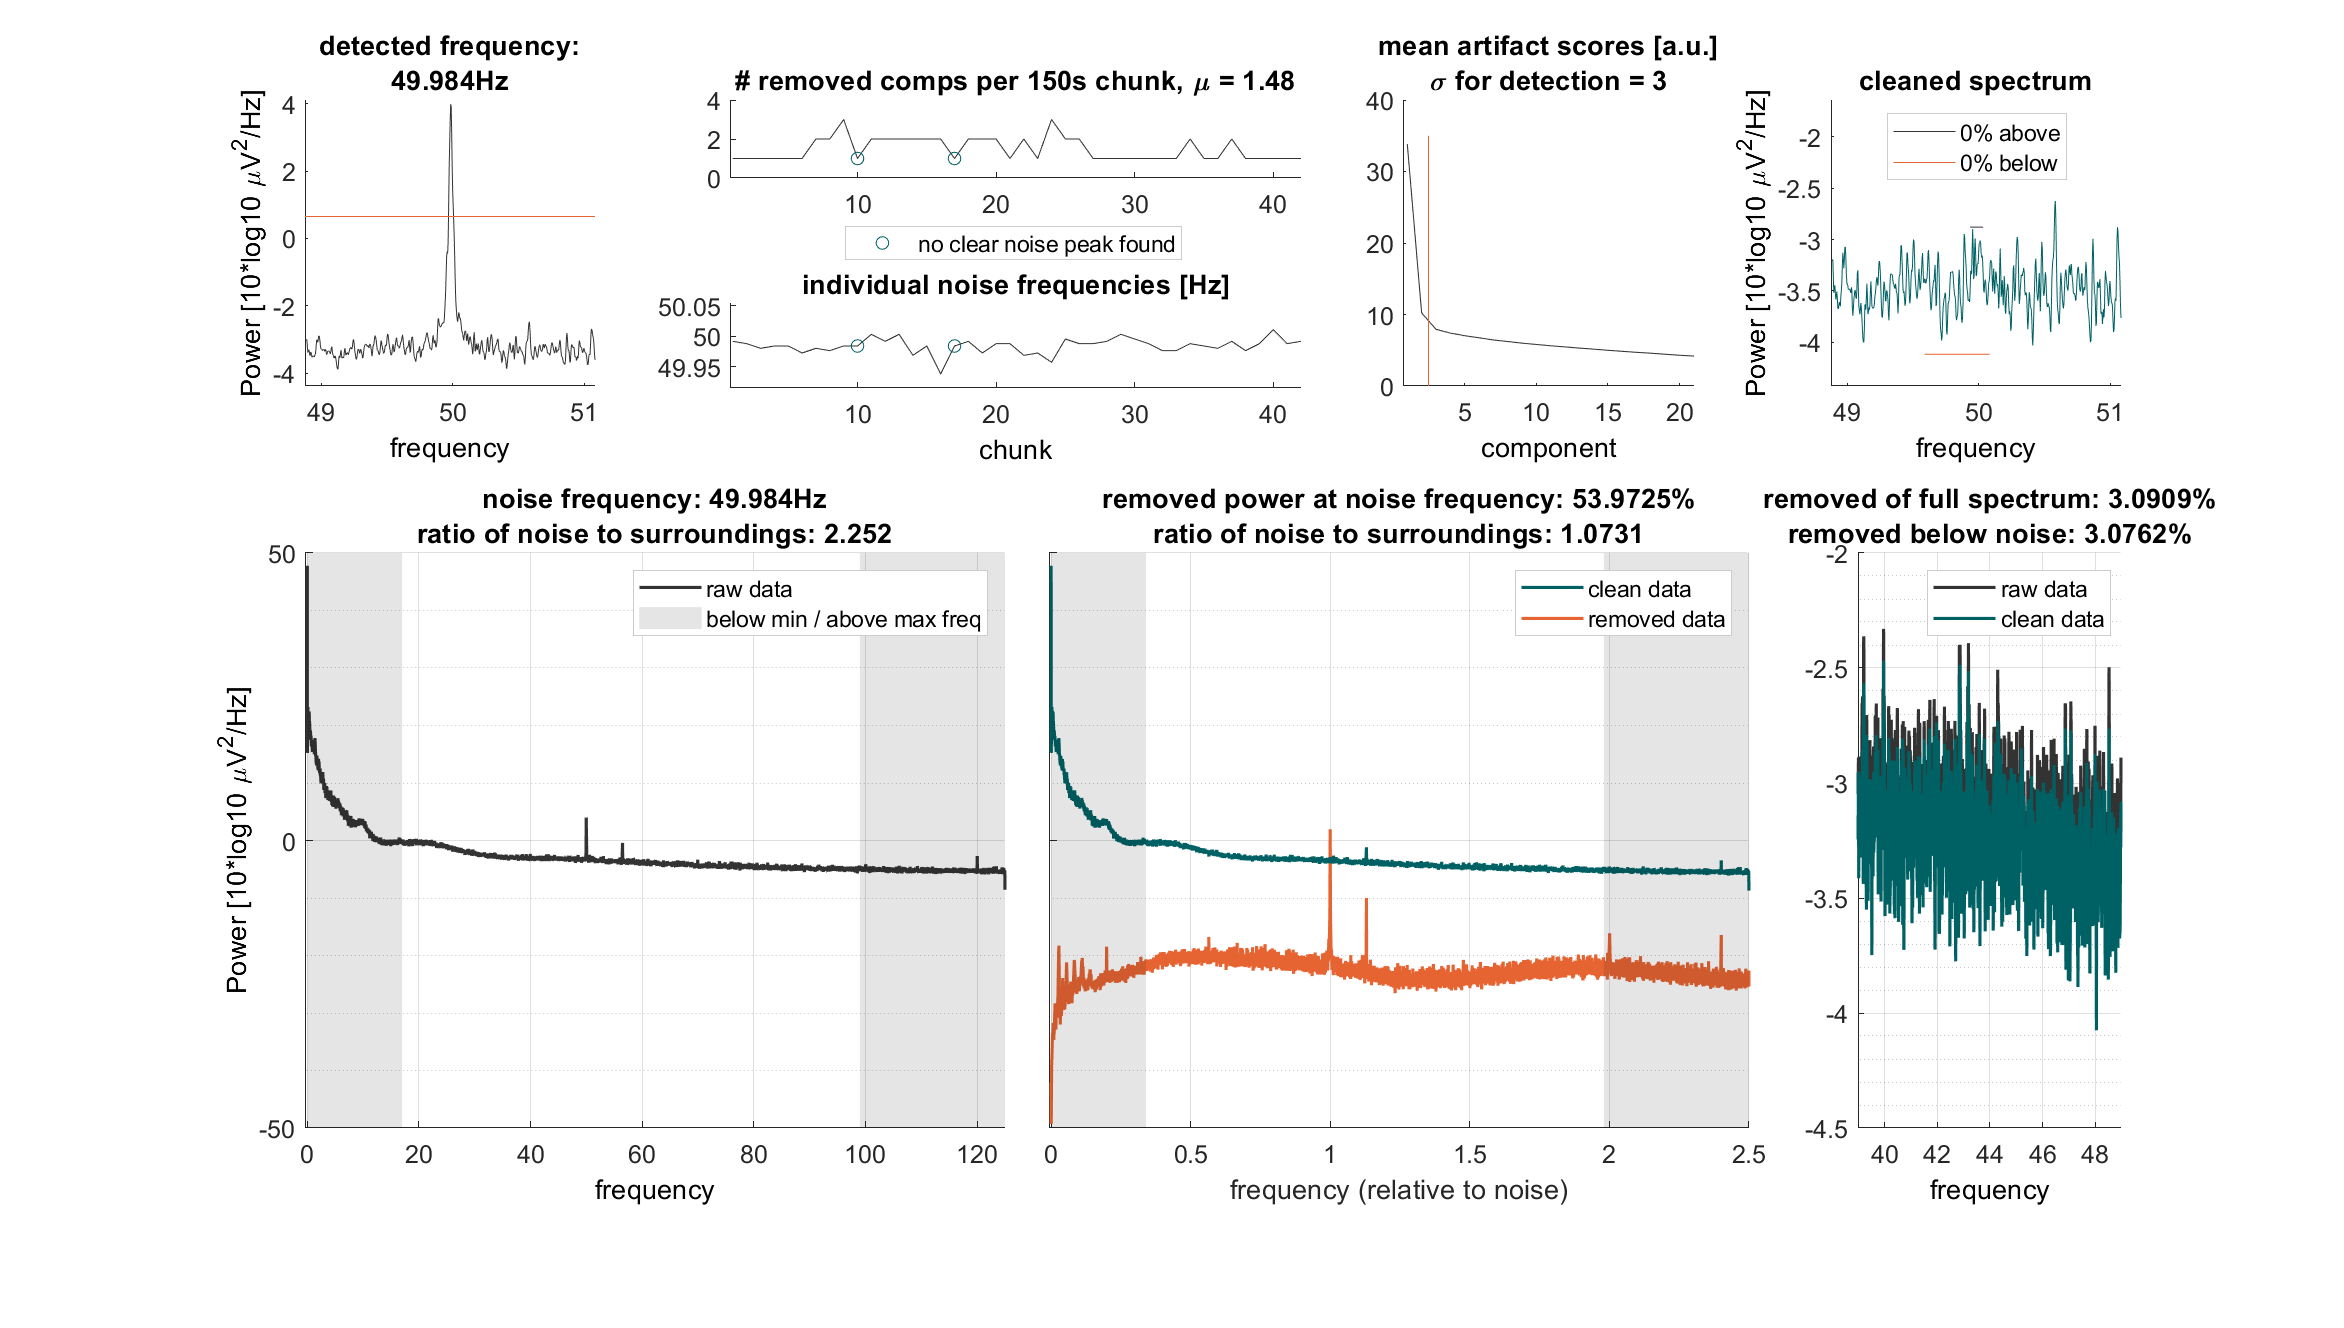 detected frequency:
49.984Hz
Power [10*log10 μV²/Hz]
4
2
0
-2
-4
49
50
51
frequency
# removed comps per 150s chunk, μ = 1.48
4
2
0
10
20
30
40
no clear noise peak found
individual noise frequencies [Hz]
50.05
50
49.95
10
20
30
40
chunk
mean artifact scores [a.u.]
σ for detection = 3
40
30
20
10
0
5
10
15
20
component
cleaned spectrum
Power [10*log10 μV²/Hz]
0% above
0% below
-2
-2.5
-3
-3.5
-4
49
50
51
frequency
noise frequency: 49.984Hz
ratio of noise to surroundings: 2.252
Power [10*log10 μV²/Hz]
50
0
-50
raw data
below min / above max freq
0
20
40
60
80
100
120
frequency
removed power at noise frequency: 53.9725%
ratio of noise to surroundings: 1.0731
clean data
removed data
0
0.5
1
1.5
2
2.5
frequency (relative to noise)
removed of full spectrum: 3.0909%
removed below noise: 3.0762%
raw data
clean data
-2
-2.5
-3
-3.5
-4
-4.5
40
42
44
46
48
frequency